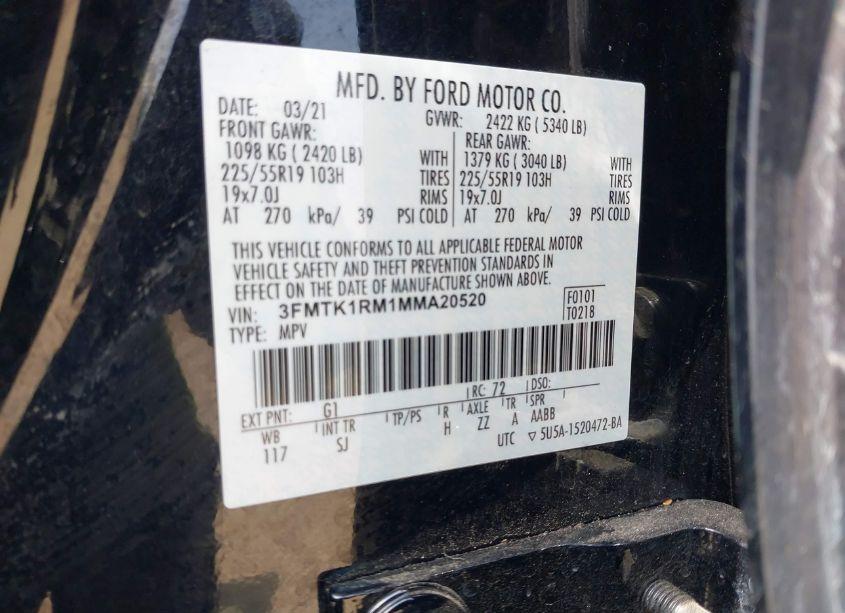 MFD. BY FORD MOTOR CO.
DATE: 03/21 GVWR: 2422 KG ( 5340 LB)
FRONT GAWR: REAR GAWR:
1098 KG ( 2420 LB) WITH 1379 KG ( 3040 LB) WITH
225/55R19 103H TIRES 225/55R19 103H TIRES
19x7.0J RIMS 19x7.0J RIMS
AT 270 kPa/ 39 PSI COLD AT 270 kPa/ 39 PSI COLD
THIS VEHICLE CONFORMS TO ALL APPLICABLE FEDERAL MOTOR
VEHICLE SAFETY AND THEFT PREVENTION STANDARDS IN
EFFECT ON THE DATE OF MANUFACTURE SHOWN ABOVE.
VIN: 3FMTK1RM1MMA20520 F0101
TYPE: MPV T0218
EXT PNT: G1 RC: 72 DSO:
WB INT TR TP/PS R AXLE TR SPR
117 SJ H ZZ A AABB
UTC ▽ 5U5A-1520472-BA